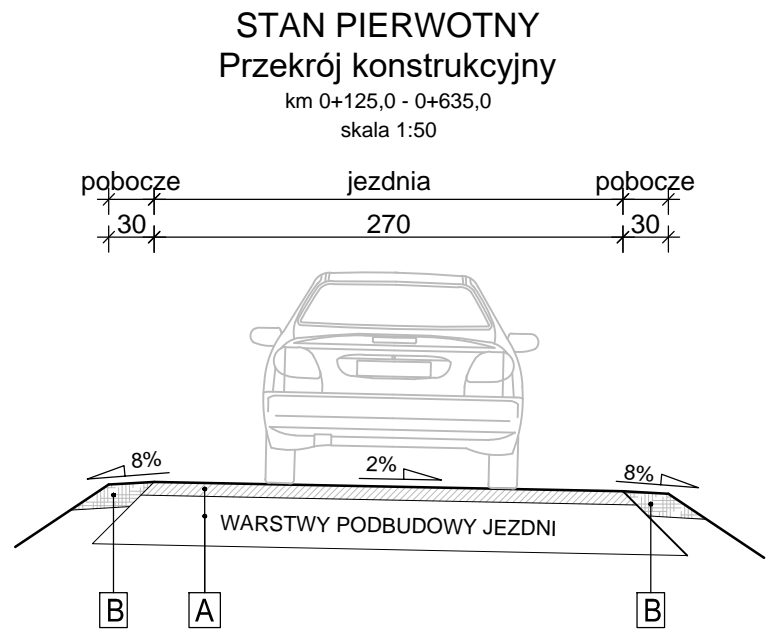 STAN PIERWOTNY
Przekrój konstrukcyjny
km 0+125,0 - 0+635,0
skala 1:50
pobocze jezdnia pobocze
30 270 30
8% 2% 8%
WARSTWY PODBUDOWY JEZDNI
B A B